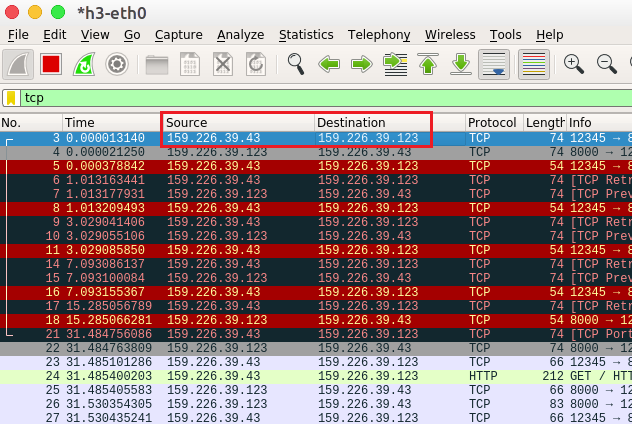 *h3-eth0
File Edit View Go Capture Analyze Statistics Telephony Wireless Tools Help
tcp
No. Time Source Destination Protocol Length Info
3 0.000013140 159.226.39.43 159.226.39.123 TCP 74 12345 → 8
4 0.000021250 159.226.39.123 159.226.39.43 TCP 74 8000 → 12
5 0.000378842 159.226.39.43 159.226.39.123 TCP 54 12345 → 8
6 1.013163441 159.226.39.43 159.226.39.123 TCP 74 [TCP Retr
7 1.013177931 159.226.39.123 159.226.39.43 TCP 74 [TCP Prev
8 1.013209493 159.226.39.43 159.226.39.123 TCP 54 12345 → 8
9 3.029041406 159.226.39.43 159.226.39.123 TCP 74 [TCP Retr
10 3.029055106 159.226.39.123 159.226.39.43 TCP 74 [TCP Prev
11 3.029085850 159.226.39.43 159.226.39.123 TCP 54 12345 → 8
14 7.093086137 159.226.39.43 159.226.39.123 TCP 74 [TCP Retr
15 7.093100084 159.226.39.123 159.226.39.43 TCP 74 [TCP Prev
16 7.093155367 159.226.39.43 159.226.39.123 TCP 54 12345 → 8
17 15.285056789 159.226.39.43 159.226.39.123 TCP 74 [TCP Retr
18 15.285066281 159.226.39.123 159.226.39.43 TCP 54 8000 → 12
21 31.484756086 159.226.39.43 159.226.39.123 TCP 74 [TCP Port
22 31.484763809 159.226.39.123 159.226.39.43 TCP 74 8000 → 12
23 31.485101286 159.226.39.43 159.226.39.123 TCP 66 12345 → 8
24 31.485400203 159.226.39.43 159.226.39.123 HTTP 212 GET / HTT
25 31.485405583 159.226.39.123 159.226.39.43 TCP 66 8000 → 12
26 31.530354305 159.226.39.123 159.226.39.43 TCP 83 8000 → 12
27 31.530435241 159.226.39.43 159.226.39.123 TCP 66 12345 → 8